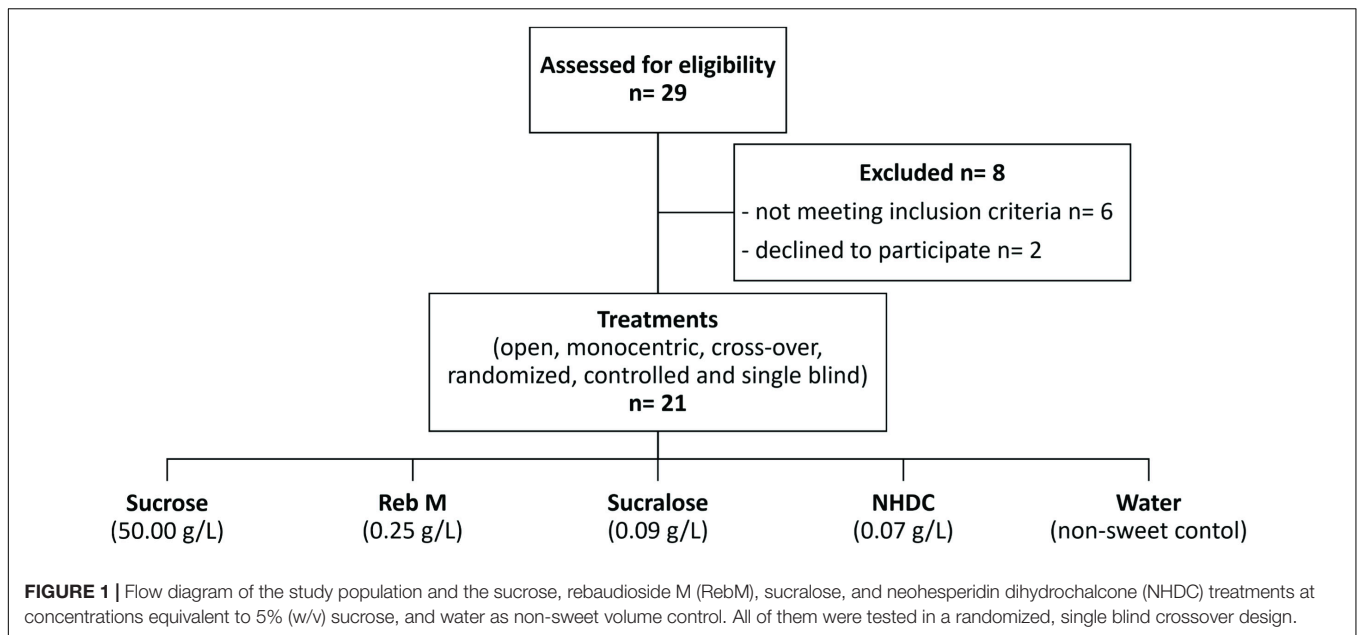 Assessed for eligibility
n= 29
Excluded n= 8
- not meeting inclusion criteria n= 6
- declined to participate n= 2
Treatments
(open, monocentric, cross-over,
randomized, controlled and single blind)
n= 21
Sucrose
(50.00 g/L)
Reb M
(0.25 g/L)
Sucralose
(0.09 g/L)
NHDC
(0.07 g/L)
Water
(non-sweet contol)
FIGURE 1 | Flow diagram of the study population and the sucrose, rebaudioside M (RebM), sucralose, and neohesperidin dihydrochalcone (NHDC) treatments at
concentrations equivalent to 5% (w/v) sucrose, and water as non-sweet volume control. All of them were tested in a randomized, single blind crossover design.